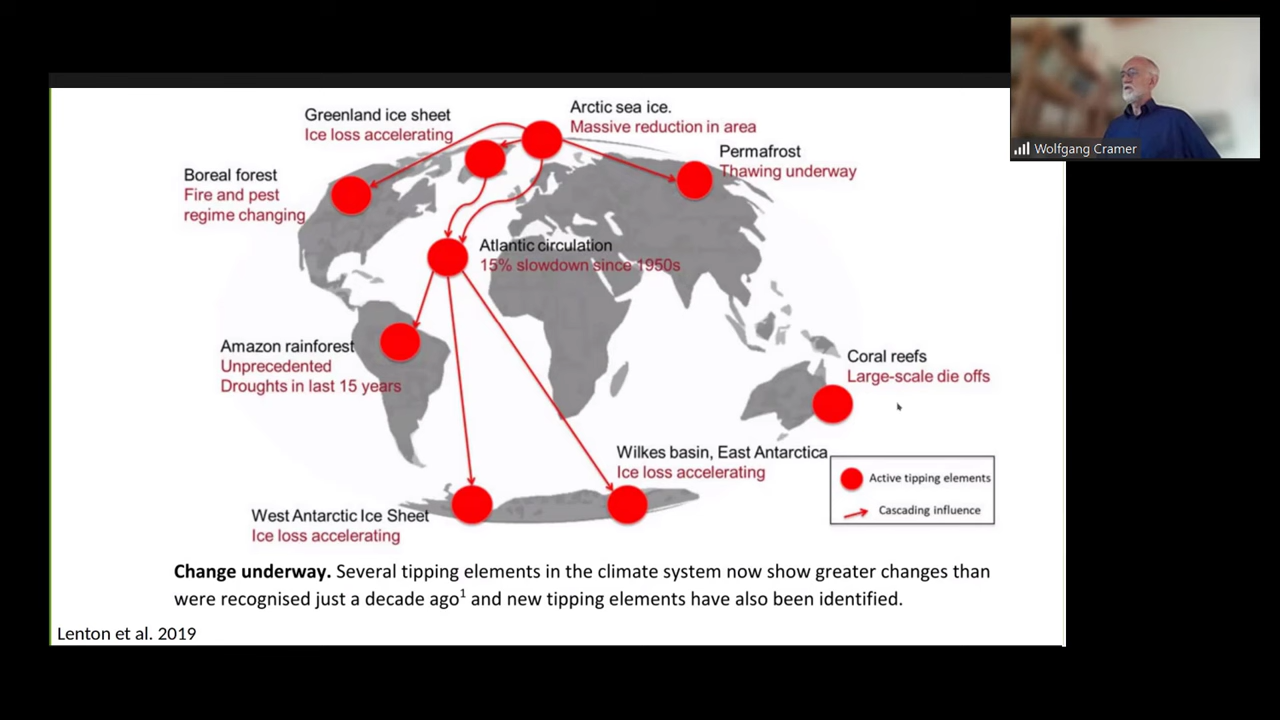 Greenland ice sheet
Ice loss accelerating
Arctic sea ice.
Massive reduction in area
Permafrost
Thawing underway
Boreal forest
Fire and pest
regime changing
Atlantic circulation
15% slowdown since 1950s
Amazon rainforest
Unprecedented
Droughts in last 15 years
Coral reefs
Large-scale die offs
Wilkes basin, East Antarctica
Ice loss accelerating
West Antarctic Ice Sheet
Ice loss accelerating
Active tipping elements
Cascading influence
Change underway. Several tipping elements in the climate system now show greater changes than
were recognised just a decade ago¹ and new tipping elements have also been identified.
Lenton et al. 2019
Wolfgang Cramer